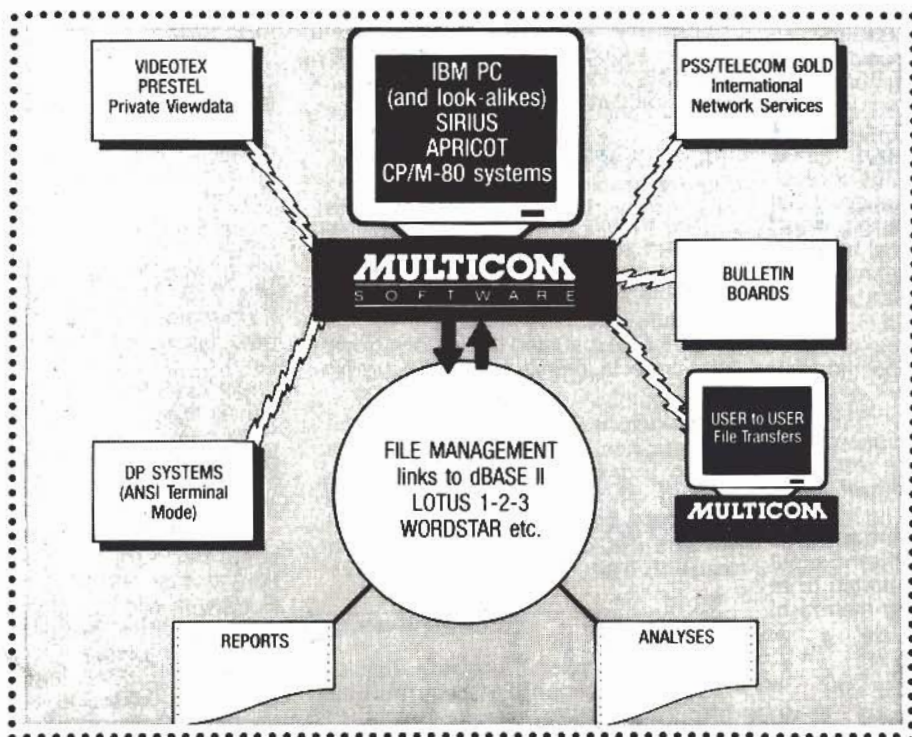 VIDEOTEX
PRESTEL
Private Viewdata
IBM PC
(and look-alikes)
SIRIUS
APRICOT
CP/M-80 systems
PSS/TELECOM GOLD
International
Network Services
MULTICOM
SOFTWARE
BULLETIN
BOARDS
USER to USER
File Transfers
MULTICOM
DP SYSTEMS
(ANSI Terminal
Mode)
FILE MANAGEMENT
links to dBASE II
LOTUS 1-2-3
WORDSTAR etc.
REPORTS
ANALYSES